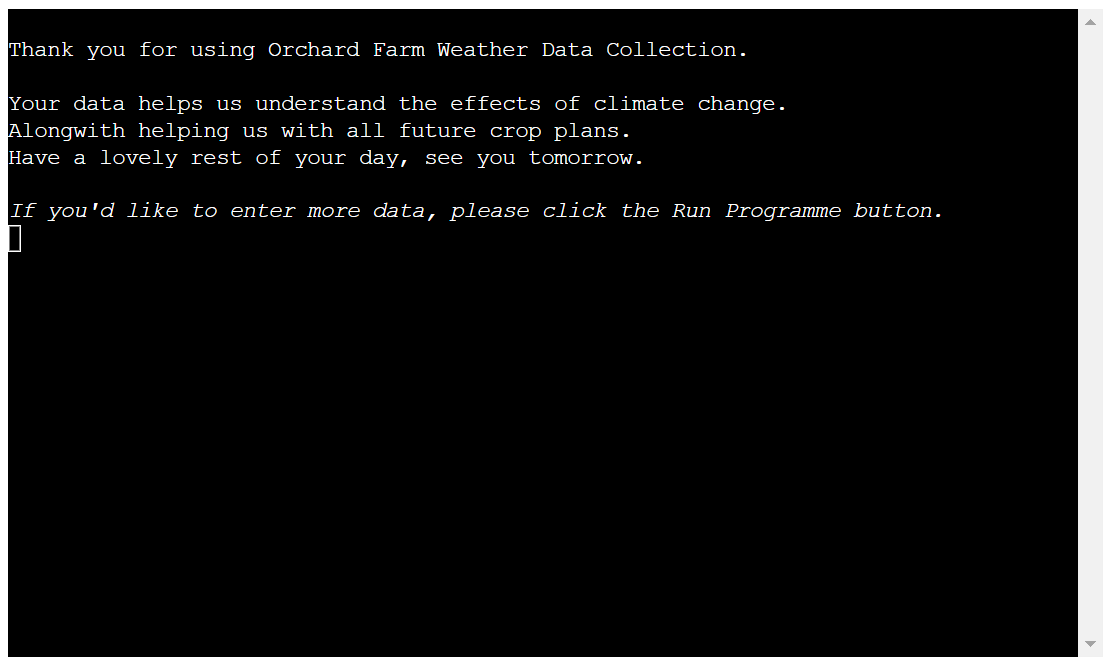 Thank you for using Orchard Farm Weather Data Collection.
Your data helps us understand the effects of climate change.
Alongwith helping us with all future crop plans.
Have a lovely rest of your day, see you tomorrow.
If you'd like to enter more data, please click the Run Programme button.